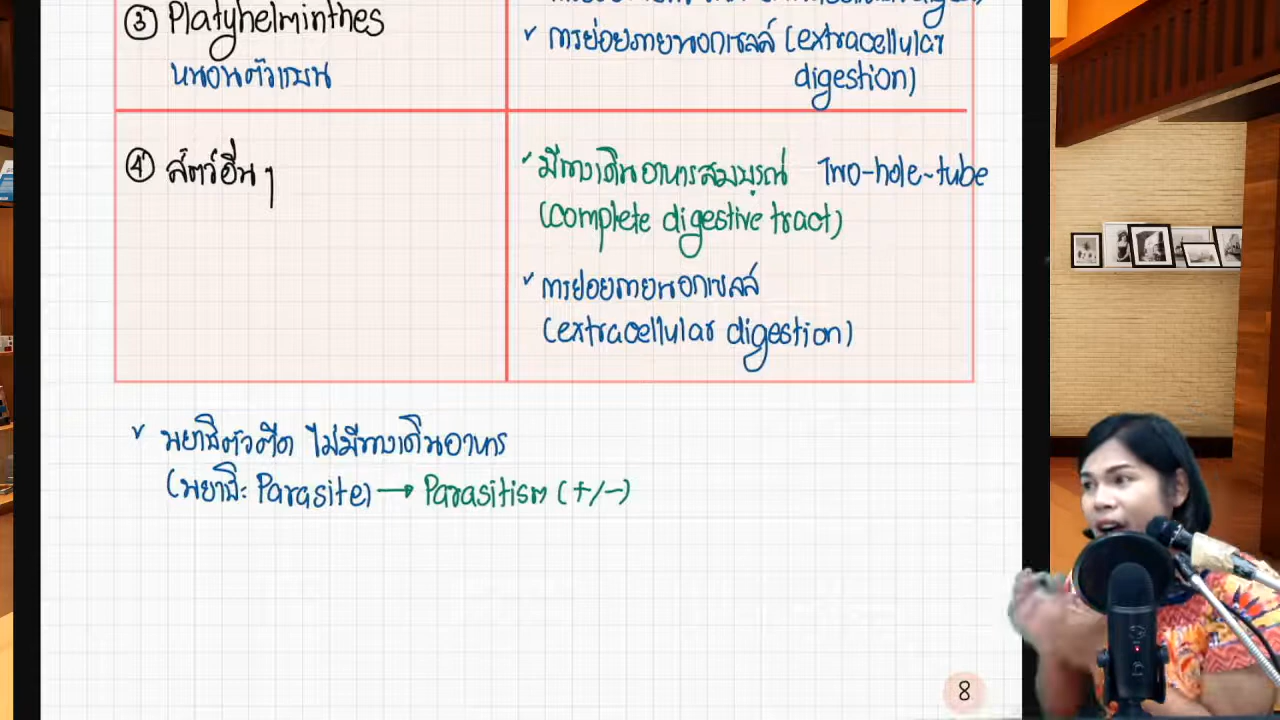 ③ Platyhelminthes
หนอนตัวแบน
✓ การย่อยภายนอกเซลล์ (extracellular
digestion)
④ สัตว์อื่น ๆ
✓ มีทางเดินอาหารสมบูรณ์ Two-hole-tube
(complete digestive tract)
✓ การย่อยภายนอกเซลล์
(extracellular digestion)
✓ พยาธิตัวตืด ไม่มีทางเดินอาหาร
(พยาธิ: Parasite) → Parasitism (+/-)
8